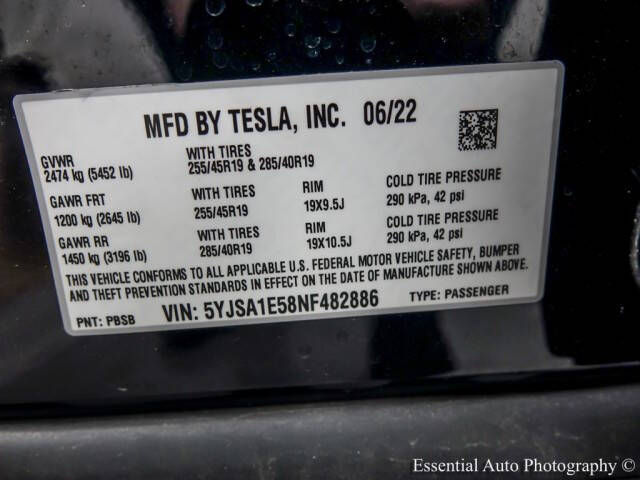 MFD BY TESLA, INC. 06/22
GVWR
2474 kg (5452 lb)
WITH TIRES
255/45R19 & 285/40R19
GAWR FRT
1200 kg (2645 lb)
WITH TIRES
255/45R19
RIM
19X9.5J
COLD TIRE PRESSURE
290 kPa, 42 psi
GAWR RR
1450 kg (3196 lb)
WITH TIRES
285/40R19
RIM
19X10.5J
COLD TIRE PRESSURE
290 kPa, 42 psi
THIS VEHICLE CONFORMS TO ALL APPLICABLE U.S. FEDERAL MOTOR VEHICLE SAFETY, BUMPER
AND THEFT PREVENTION STANDARDS IN EFFECT ON THE DATE OF MANUFACTURE SHOWN ABOVE.
PNT: PBSB
VIN: 5YJSA1E58NF482886
TYPE: PASSENGER
Essential Auto Photography ©